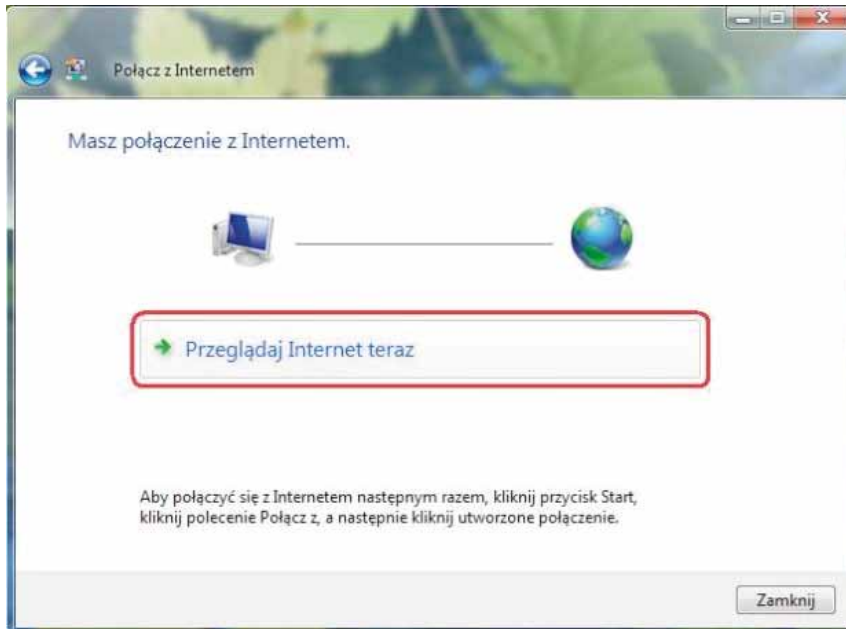 Połącz z Internetem
Masz połączenie z Internetem.
Przeglądaj Internet teraz
Aby połączyć się z Internetem następnym razem, kliknij przycisk Start,
kliknij polecenie Połącz z, a następnie kliknij utworzone połączenie.
Zamknij